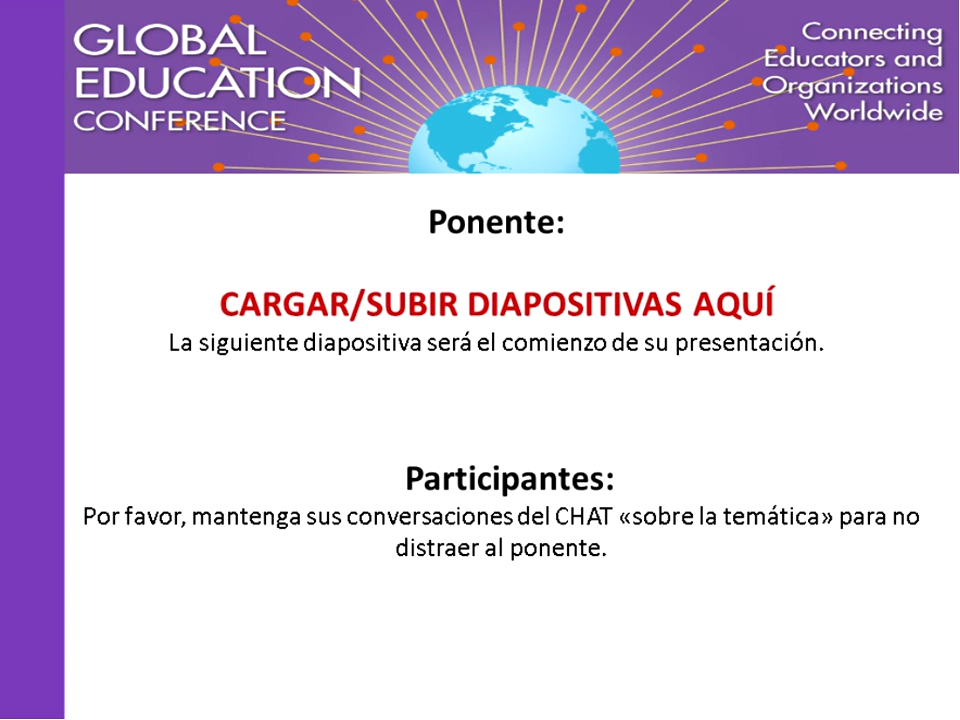 GLOBAL
EDUCATION
CONFERENCE
Connecting
Educators and
Organizations
Worldwide
Ponente:
CARGAR/SUBIR DIAPOSITIVAS AQUÍ
La siguiente diapositiva será el comienzo de su presentación.
Participantes:
Por favor, mantenga sus conversaciones del CHAT «sobre la temática» para no
distraer al ponente.